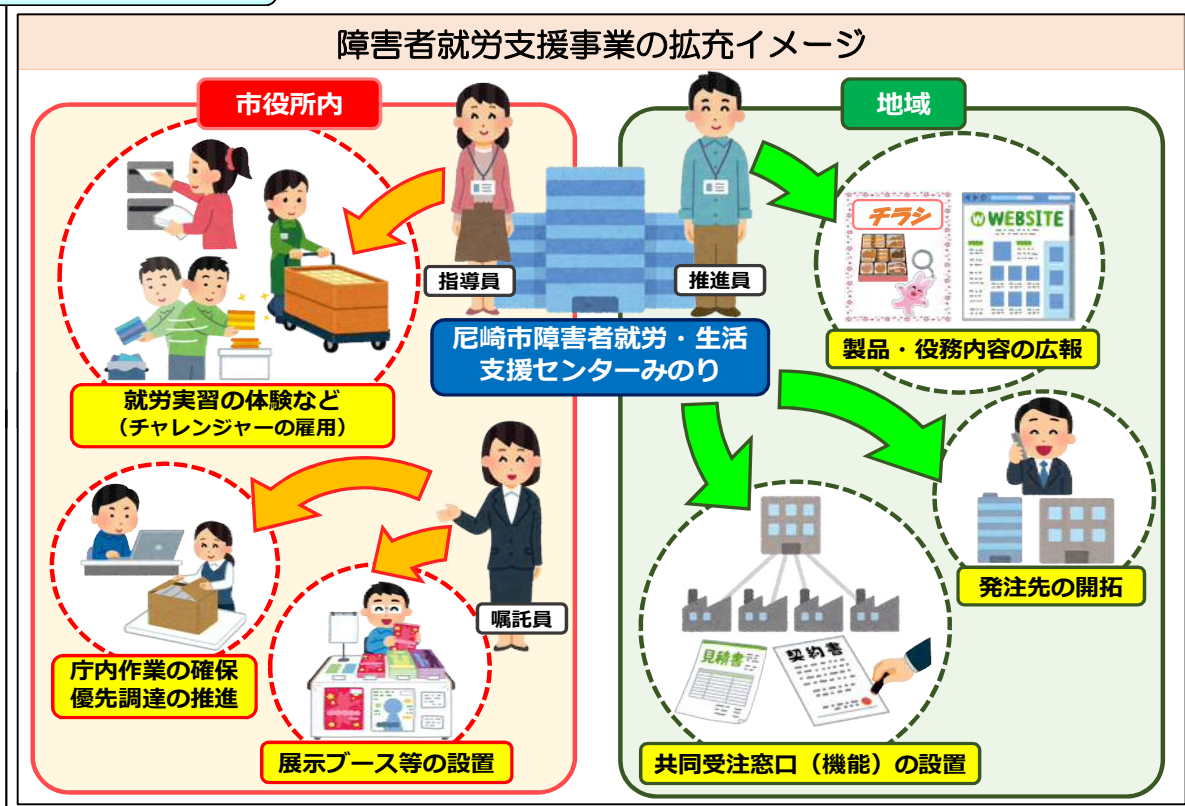 障害者就労支援事業の拡充イメージ
市役所内
指導員
就労実習の体験など
（チャレンジャーの雇用）
庁内作業の確保
優先調達の推進
嘱託員
展示ブース等の設置
推進員
尼崎市障害者就労・生活
支援センターみのり
地域
チラシ
W WEBSITE
製品・役務内容の広報
発注先の開拓
見積書
契約書
共同受注窓口（機能）の設置